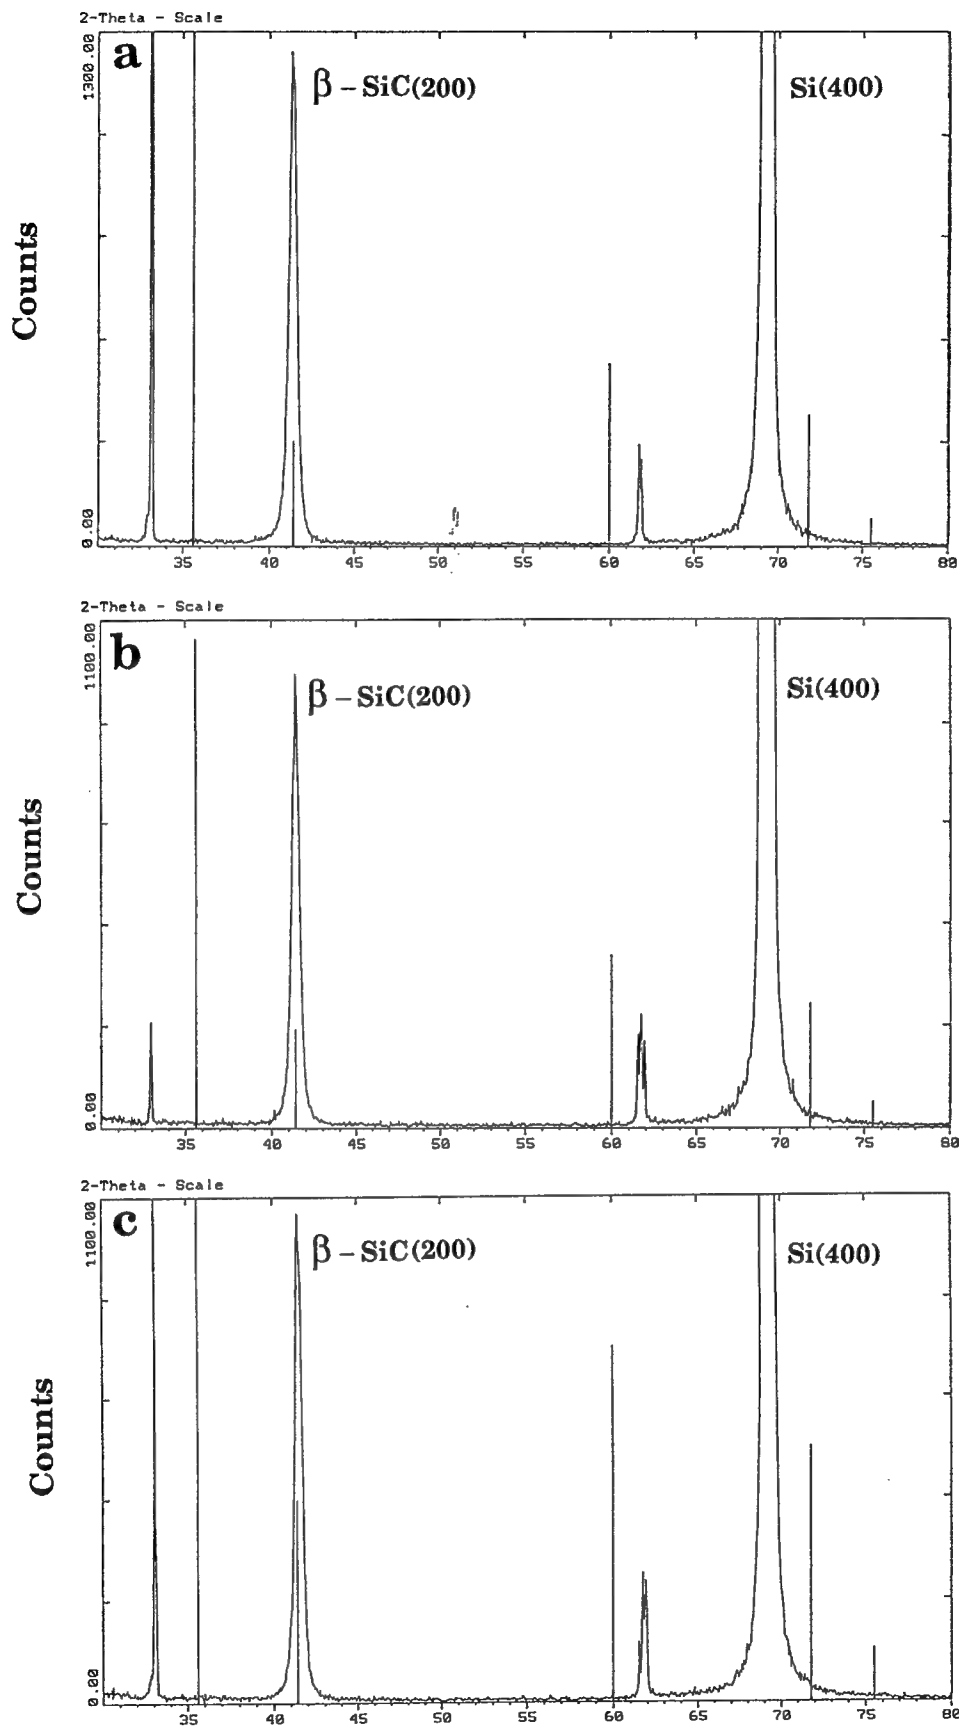 2-Theta - Scale
a
1300.00
β – SiC(200)
Si(400)
Counts
0.00
35 40 45 50 55 60 65 70 75 80
2-Theta - Scale
b
1100.00
β – SiC(200)
Si(400)
Counts
0.00
35 40 45 50 55 60 65 70 75 80
2-Theta - Scale
c
1100.00
β – SiC(200)
Si(400)
Counts
0.00
35 40 45 50 55 60 65 70 75 80